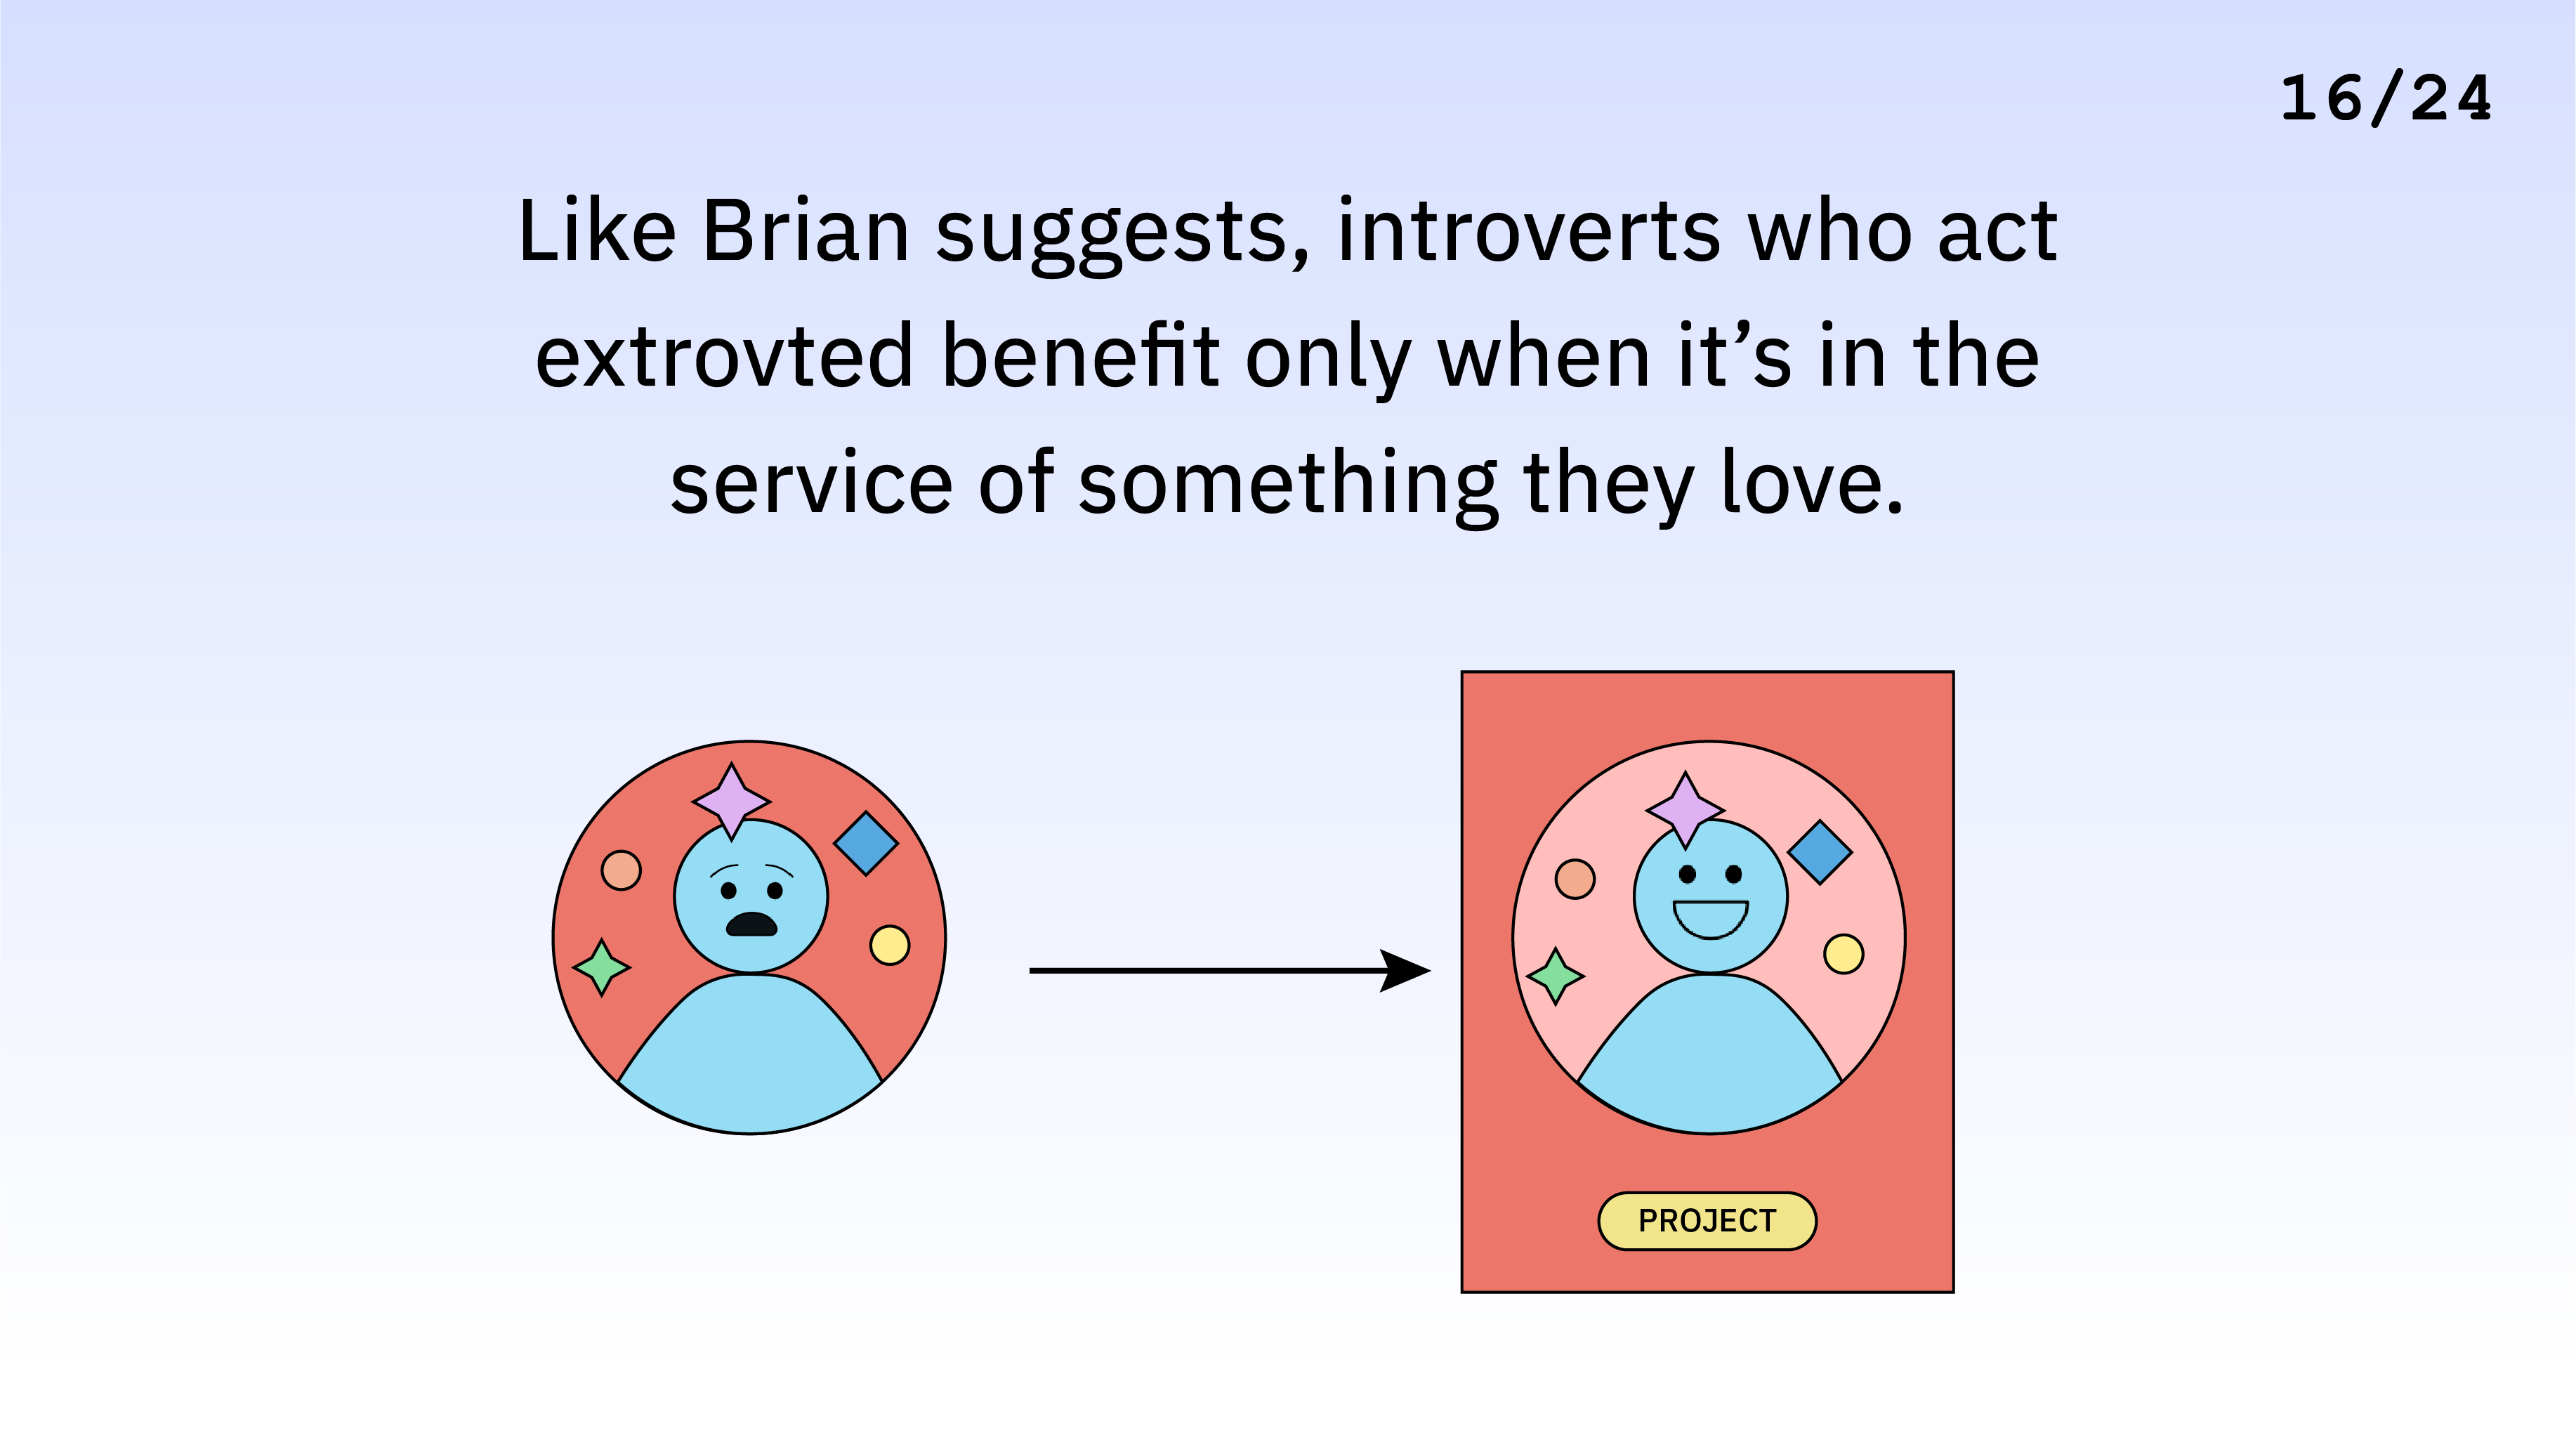 16/24
Like Brian suggests, introverts who act
extrovted benefit only when it’s in the
service of something they love.
PROJECT